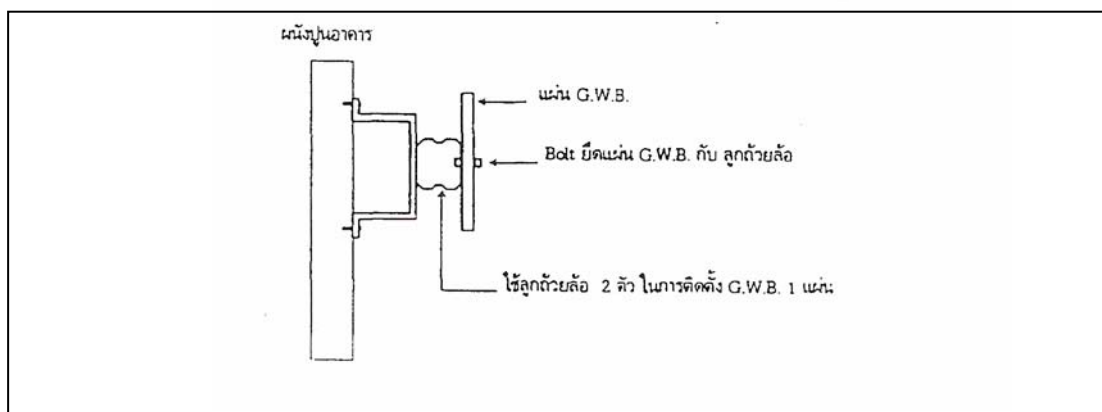 ผนังปูนอาคาร
แผ่น G.W.B.
Bolt ยึดแผ่น G.W.B. กับ ลูกถ้วยล้อ
ใช้ลูกถ้วยล้อ 2 ตัว ในการติดตั้ง G.W.B. 1 แผ่น